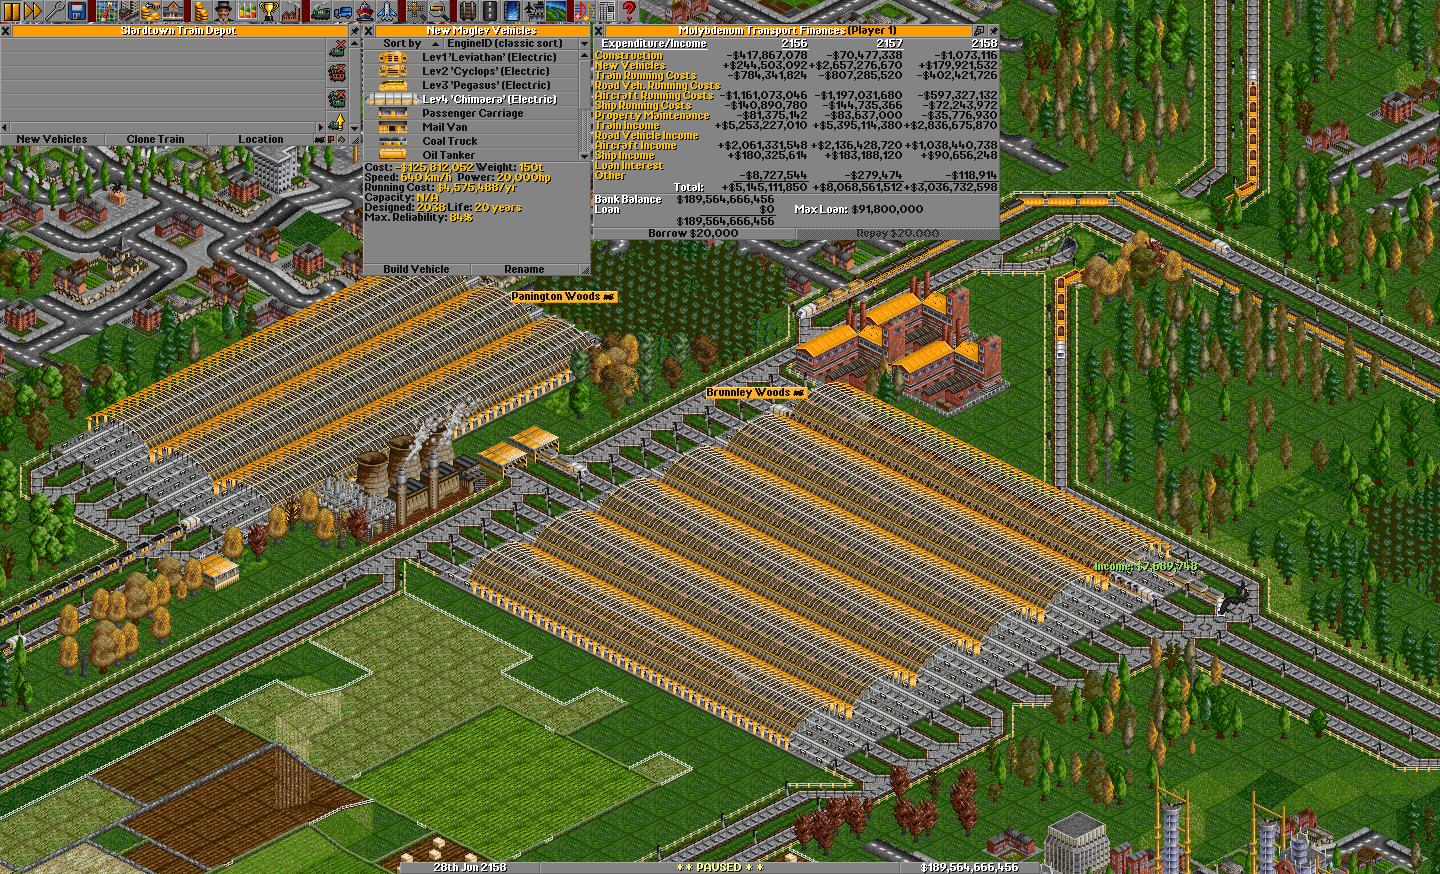 Slardtown Train Depot
New Vehicles Clone Train Location
New Maglev Vehicles
Sort by EngineID (classic sort)
Lev1 'Leviathan' (Electric)
Lev2 'Cyclops' (Electric)
Lev3 'Pegasus' (Electric)
Lev4 'Chimaera' (Electric)
Passenger Carriage
Mail Van
Coal Truck
Oil Tanker
Cost: -$125,812,052 Weight: 150t
Speed: 640 km/h Power: 20,000hp
Running Cost: $4,575,488/yr
Capacity: N/A
Designed: 2038 Life: 20 years
Max. Reliability: 84%
Build Vehicle Rename
Molybdenum Transport Finances (Player 1)
Expenditure/Income 2156 2157 2158
Construction -$417,867,078 -$70,477,338 -$1,073,116
New Vehicles +$244,503,092 +$2,657,276,570 +$179,921,532
Train Running Costs -$784,341,824 -$807,285,520 -$402,421,726
Road Veh. Running Costs
Aircraft Running Costs -$1,161,073,046 -$1,197,031,680 -$597,327,132
Ship Running Costs -$140,890,780 -$144,735,366 -$72,243,972
Property Maintenance -$81,375,142 -$83,637,000 -$35,776,930
Train Income +$5,253,227,010 +$5,395,114,380 +$2,836,675,870
Road Vehicle Income
Aircraft Income +$2,061,331,548 +$2,136,428,720 +$1,038,440,738
Ship Income +$180,325,614 +$183,188,120 +$90,656,248
Loan Interest
Other -$8,727,544 -$279,474 -$118,914
Total: +$5,145,111,850 +$8,068,561,512 +$3,036,732,598
Bank Balance $189,564,666,456
Loan $0 Max Loan: $91,800,000
$189,564,666,456
Borrow $20,000 Repay $20,000
Panington Woods
Brunnley Woods
Income: $7,689,748
28th Jun 2158 * * PAUSED * * $189,564,666,456